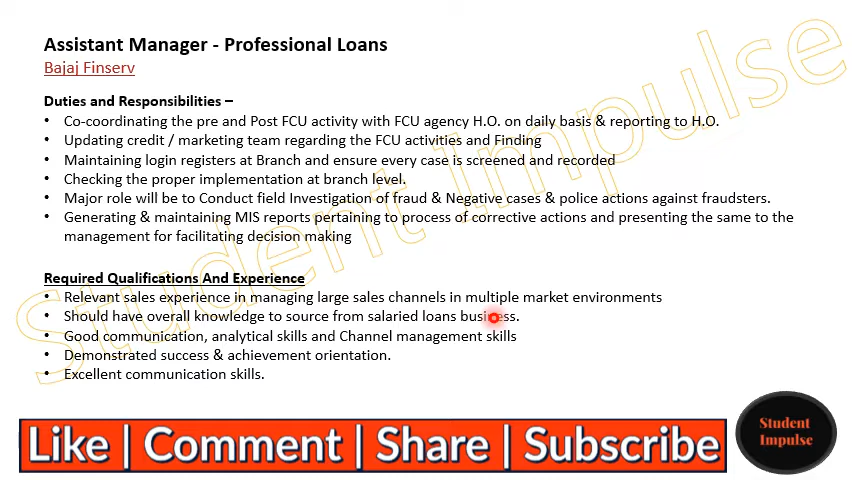 Assistant Manager - Professional Loans
Bajaj Finserv
Duties and Responsibilities –
• Co-coordinating the pre and Post FCU activity with FCU agency H.O. on daily basis & reporting to H.O.
• Updating credit / marketing team regarding the FCU activities and Finding
• Maintaining login registers at Branch and ensure every case is screened and recorded
• Checking the proper implementation at branch level.
• Major role will be to Conduct field Investigation of fraud & Negative cases & police actions against fraudsters.
• Generating & maintaining MIS reports pertaining to process of corrective actions and presenting the same to the
management for facilitating decision making
Required Qualifications And Experience
• Relevant sales experience in managing large sales channels in multiple market environments
• Should have overall knowledge to source from salaried loans business.
• Good communication, analytical skills and Channel management skills
• Demonstrated success & achievement orientation.
• Excellent communication skills.
Student Impulse
Like | Comment | Share | Subscribe
Student
Impulse